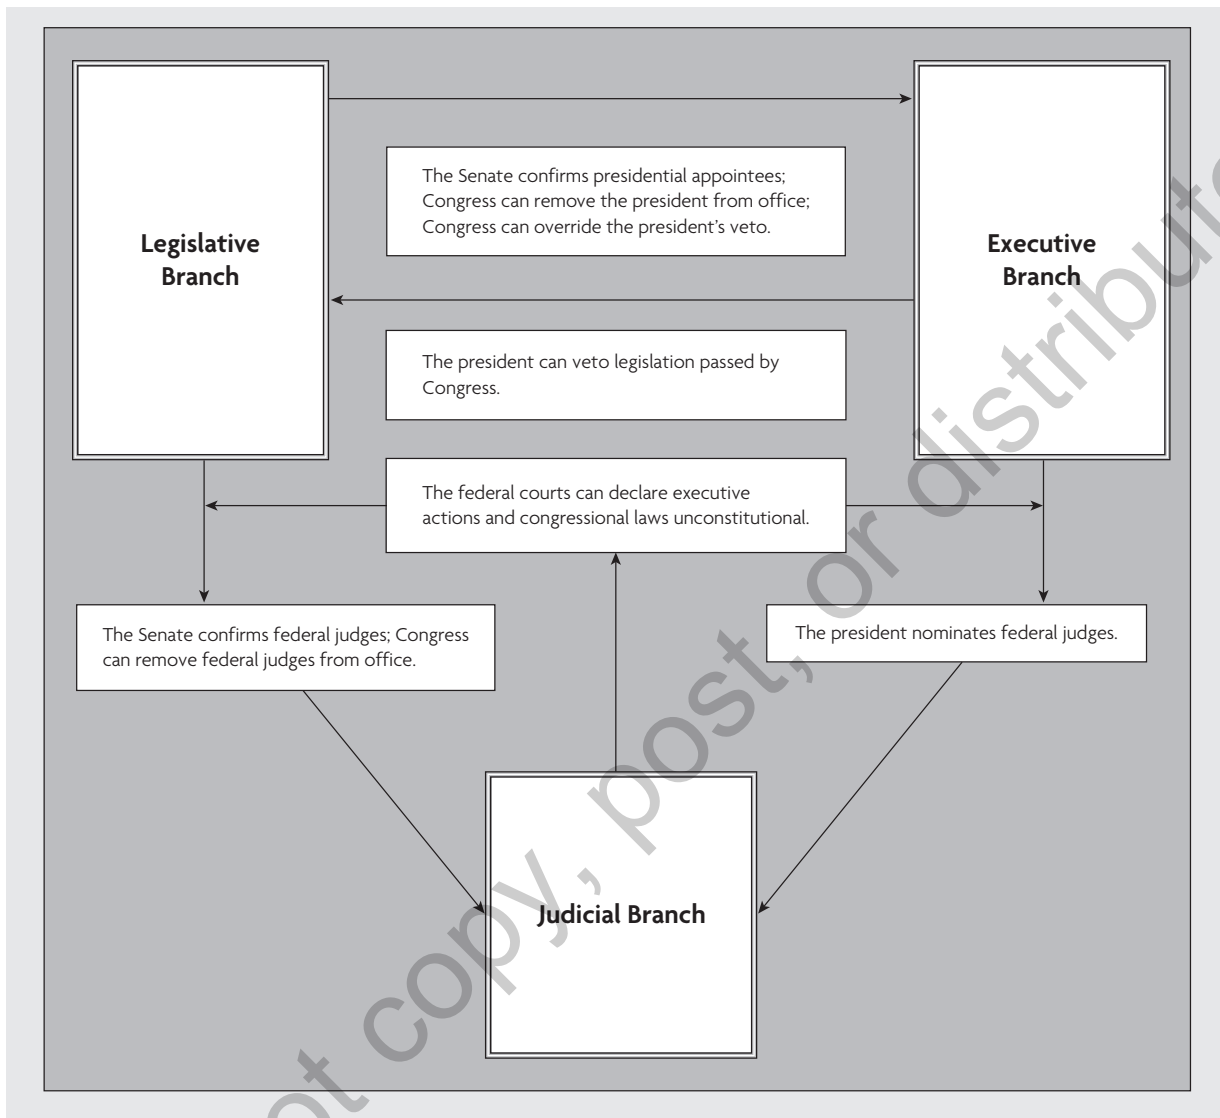 Legislative
Branch
Executive
Branch
The Senate confirms presidential appointees;
Congress can remove the president from office;
Congress can override the president's veto.
The president can veto legislation passed by
Congress.
The federal courts can declare executive
actions and congressional laws unconstitutional.
The Senate confirms federal judges; Congress
can remove federal judges from office.
The president nominates federal judges.
Judicial Branch
ot copy, post, or distribute